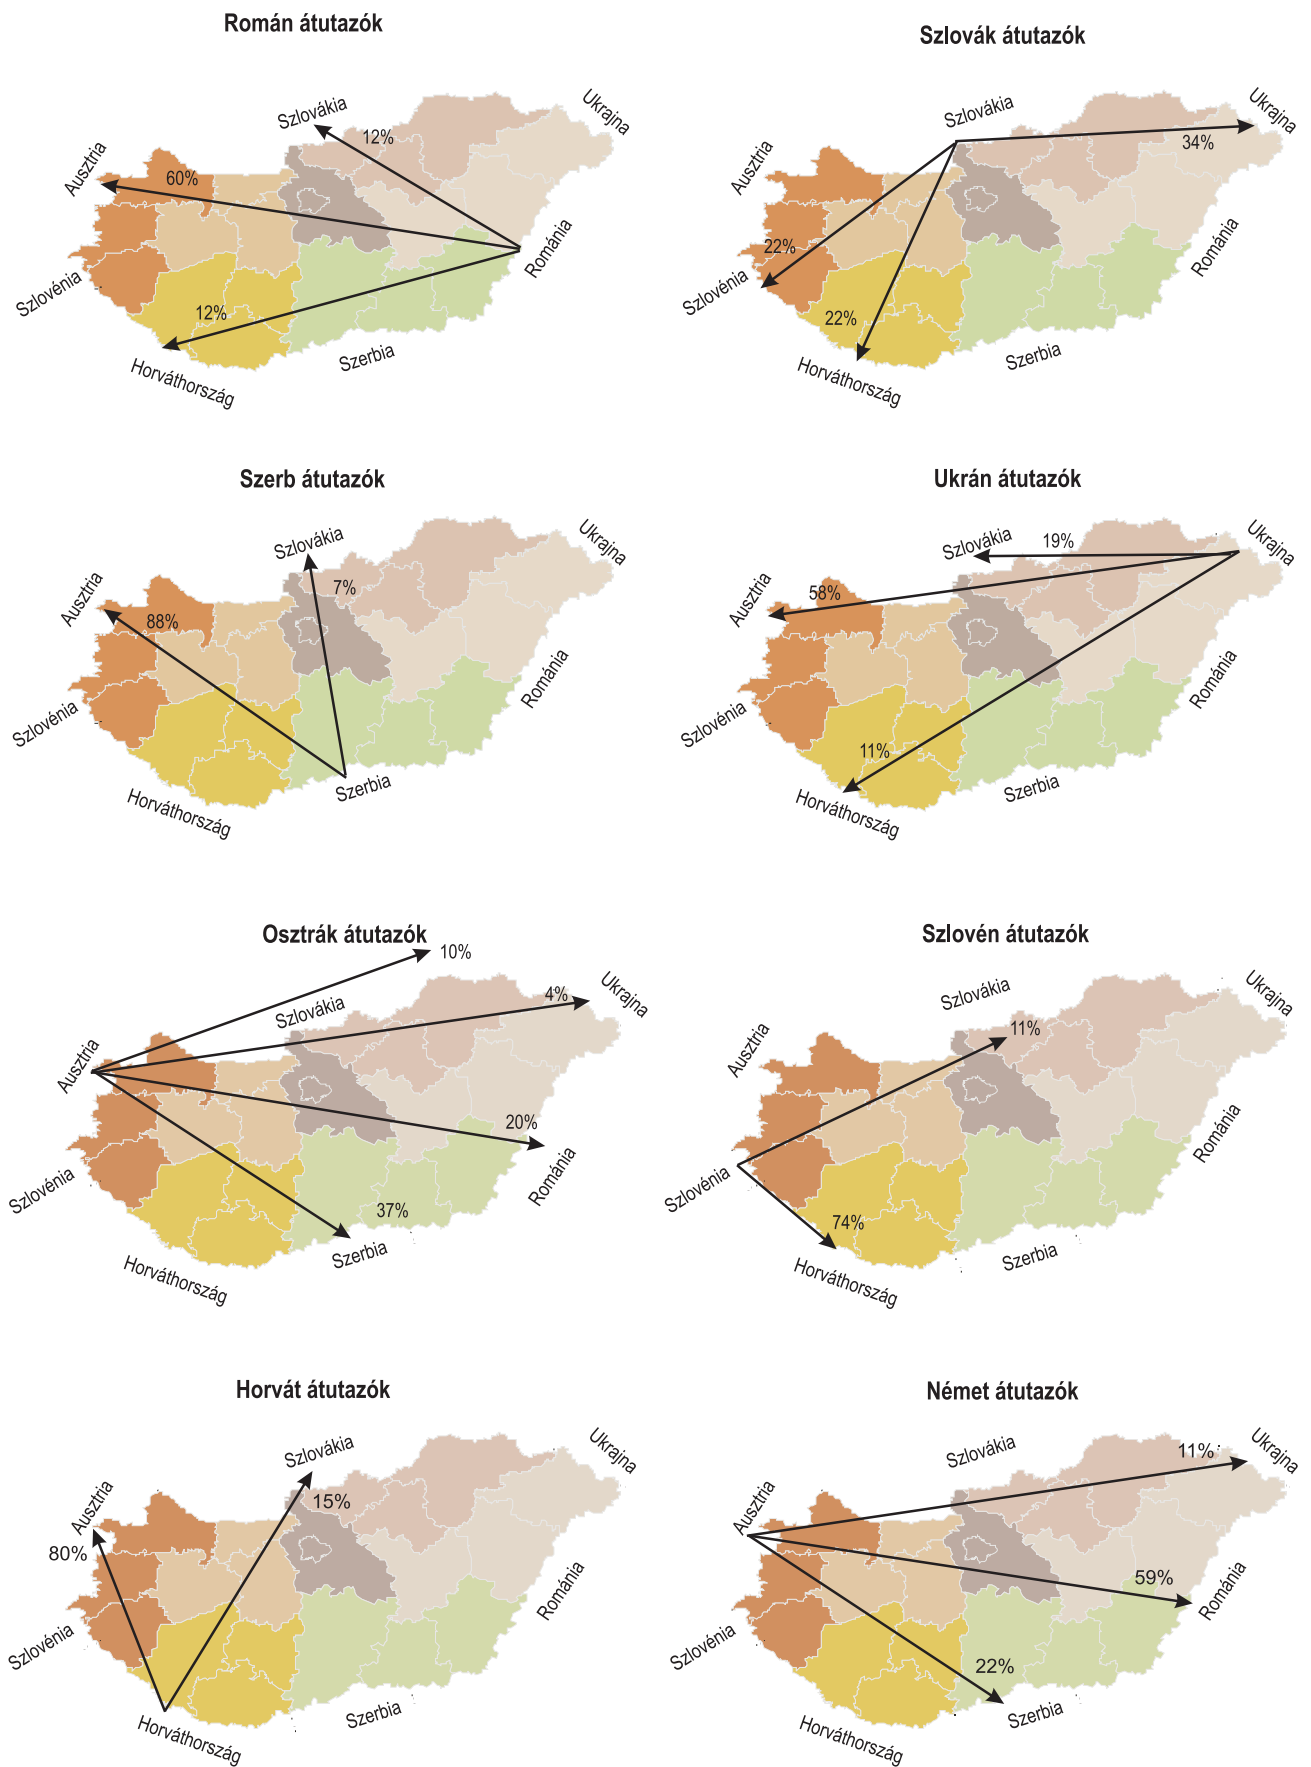 Román átutazók
Szlovákia
Ukrajna
12%
Ausztria
60%
Románia
Szlovénia
12%
Szerbia
Horváthország
Szlovák átutazók
Szlovákia
Ukrajna
34%
Ausztria
22%
Románia
Szlovénia
22%
Szerbia
Horváthország
Szerb átutazók
Szlovákia
Ukrajna
7%
Ausztria
88%
Románia
Szlovénia
Szerbia
Horváthország
Ukrán átutazók
19%
Szlovákia
Ukrajna
58%
Ausztria
Románia
Szlovénia
11%
Szerbia
Horváthország
Osztrák átutazók
10%
4%
Ukrajna
Szlovákia
Ausztria
20%
Románia
Szlovénia
37%
Szerbia
Horváthország
Szlovén átutazók
Szlovákia
Ukrajna
11%
Ausztria
Románia
Szlovénia
74%
Szerbia
Horváthország
Horvát átutazók
Szlovákia
Ukrajna
15%
Ausztria
80%
Románia
Szlovénia
Szerbia
Horváthország
Német átutazók
11%
Szlovákia
Ukrajna
Ausztria
59%
Románia
Szlovénia
22%
Szerbia
Horváthország